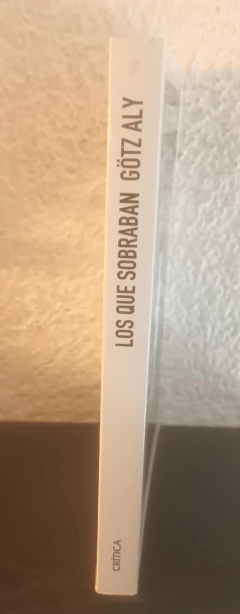 LOS QUE SOBRABAN GÖTZ ALY
CRÍTICA